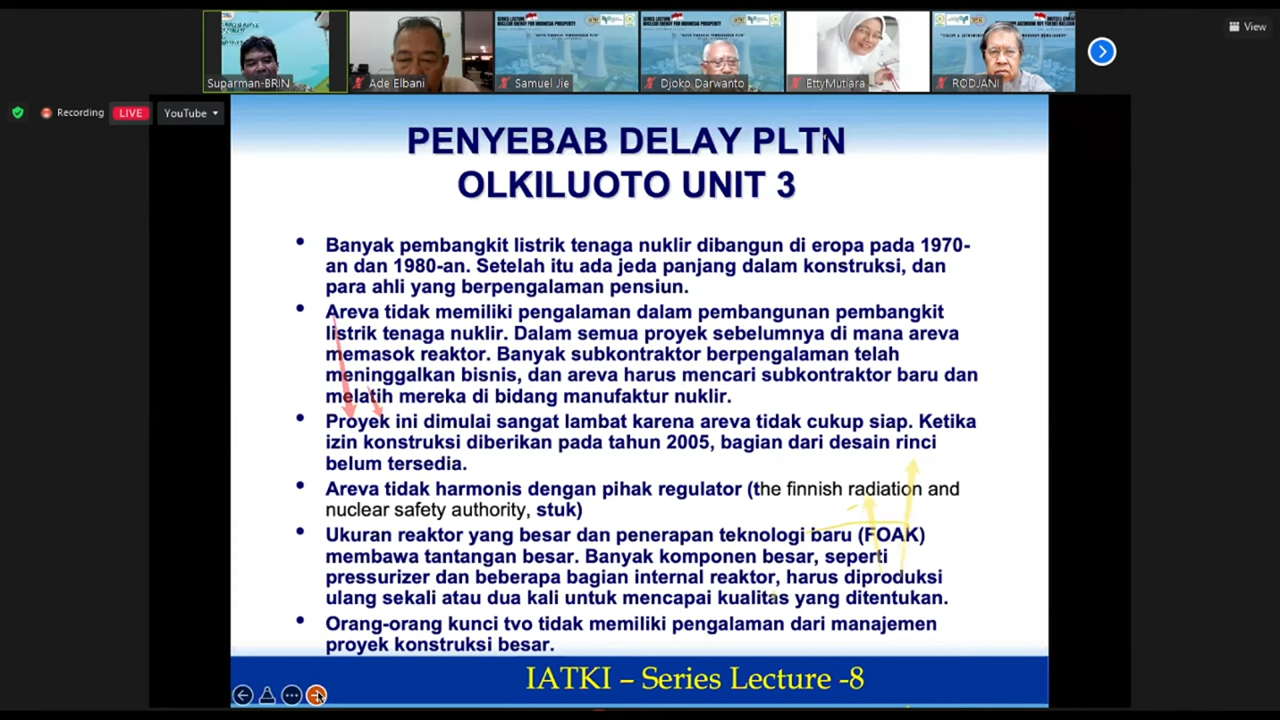 View
Suparman-BRIN
Ade Elbani
Samuel Jie
Djoko Darwanto
EttyMutiara
RODJANI
Recording
LIVE
YouTube
PENYEBAB DELAY PLTN
OLKILUOTO UNIT 3
• Banyak pembangkit listrik tenaga nuklir dibangun di eropa pada 1970-
an dan 1980-an. Setelah itu ada jeda panjang dalam konstruksi, dan
para ahli yang berpengalaman pensiun.
• Areva tidak memiliki pengalaman dalam pembangunan pembangkit
listrik tenaga nuklir. Dalam semua proyek sebelumnya di mana areva
memasok reaktor. Banyak subkontraktor berpengalaman telah
meninggalkan bisnis, dan areva harus mencari subkontraktor baru dan
melatih mereka di bidang manufaktur nuklir.
• Proyek ini dimulai sangat lambat karena areva tidak cukup siap. Ketika
izin konstruksi diberikan pada tahun 2005, bagian dari desain rinci
belum tersedia.
• Areva tidak harmonis dengan pihak regulator (the finnish radiation and
nuclear safety authority, stuk)
• Ukuran reaktor yang besar dan penerapan teknologi baru (FOAK)
membawa tantangan besar. Banyak komponen besar, seperti
pressurizer dan beberapa bagian internal reaktor, harus diproduksi
ulang sekali atau dua kali untuk mencapai kualitas yang ditentukan.
• Orang-orang kunci tvo tidak memiliki pengalaman dari manajemen
proyek konstruksi besar.
IATKI – Series Lecture -8